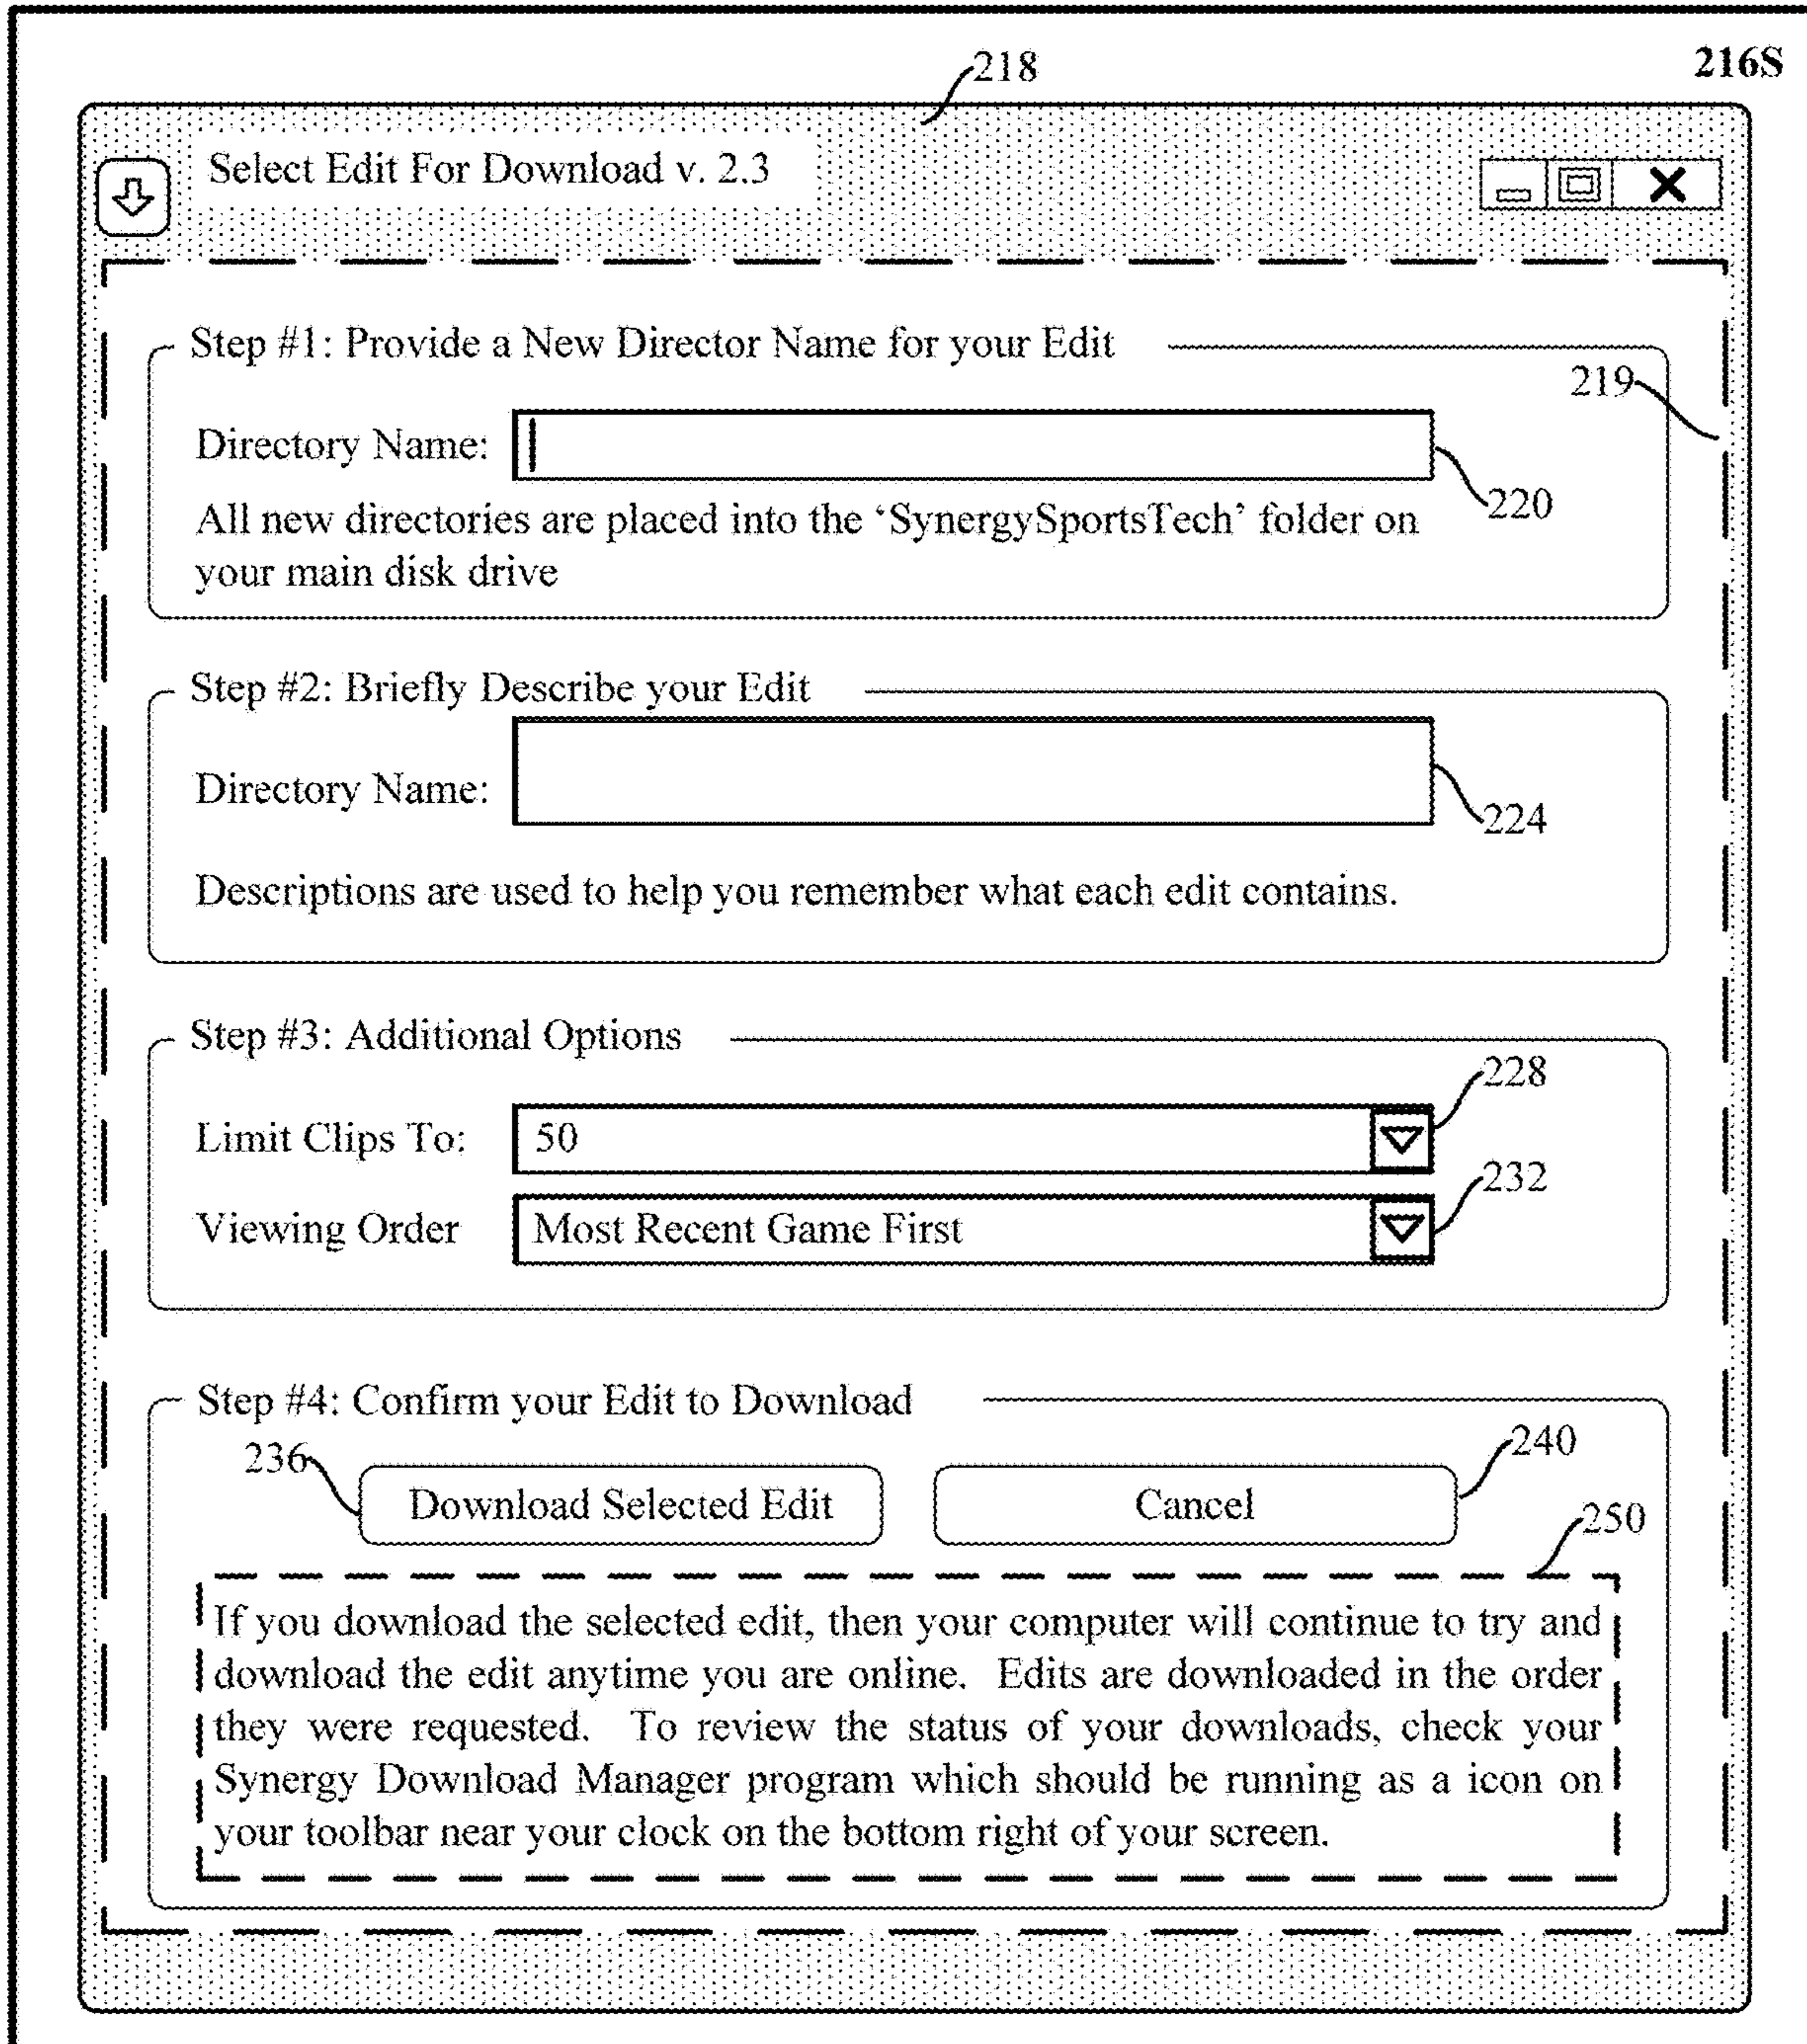 216S
218
Select Edit For Download v. 2.3
Step #1: Provide a New Director Name for your Edit
219
Directory Name:
220
All new directories are placed into the ‘SynergySportsTech’ folder on
your main disk drive
Step #2: Briefly Describe your Edit
Directory Name:
224
Descriptions are used to help you remember what each edit contains.
Step #3: Additional Options
228
Limit Clips To: 50
232
Viewing Order Most Recent Game First
Step #4: Confirm your Edit to Download
236
240
Download Selected Edit Cancel
250
If you download the selected edit, then your computer will continue to try and
download the edit anytime you are online. Edits are downloaded in the order
they were requested. To review the status of your downloads, check your
Synergy Download Manager program which should be running as a icon on
your toolbar near your clock on the bottom right of your screen.